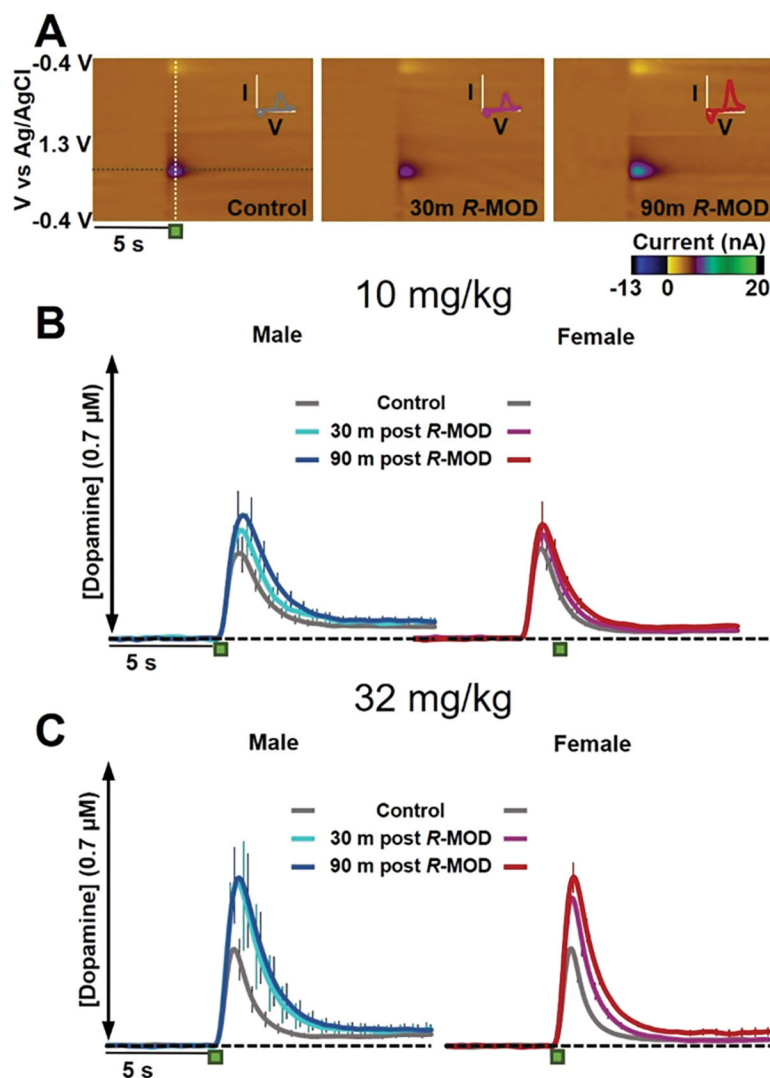 A
-0.4 V
1.3 V
-0.4 V
V vs Ag/AgCl
I
V
Control
I
V
30m R-MOD
I
V
90m R-MOD
5 s
Current (nA)
-13 0 20
10 mg/kg
B
Male Female
[Dopamine] (0.7 µM)
Control
30 m post R-MOD
90 m post R-MOD
5 s
32 mg/kg
C
Male Female
[Dopamine] (0.7 µM)
Control
30 m post R-MOD
90 m post R-MOD
5 s